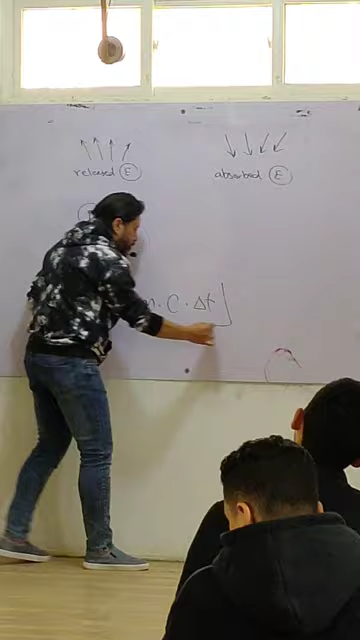 released E
absorbed E
m. C. Δt